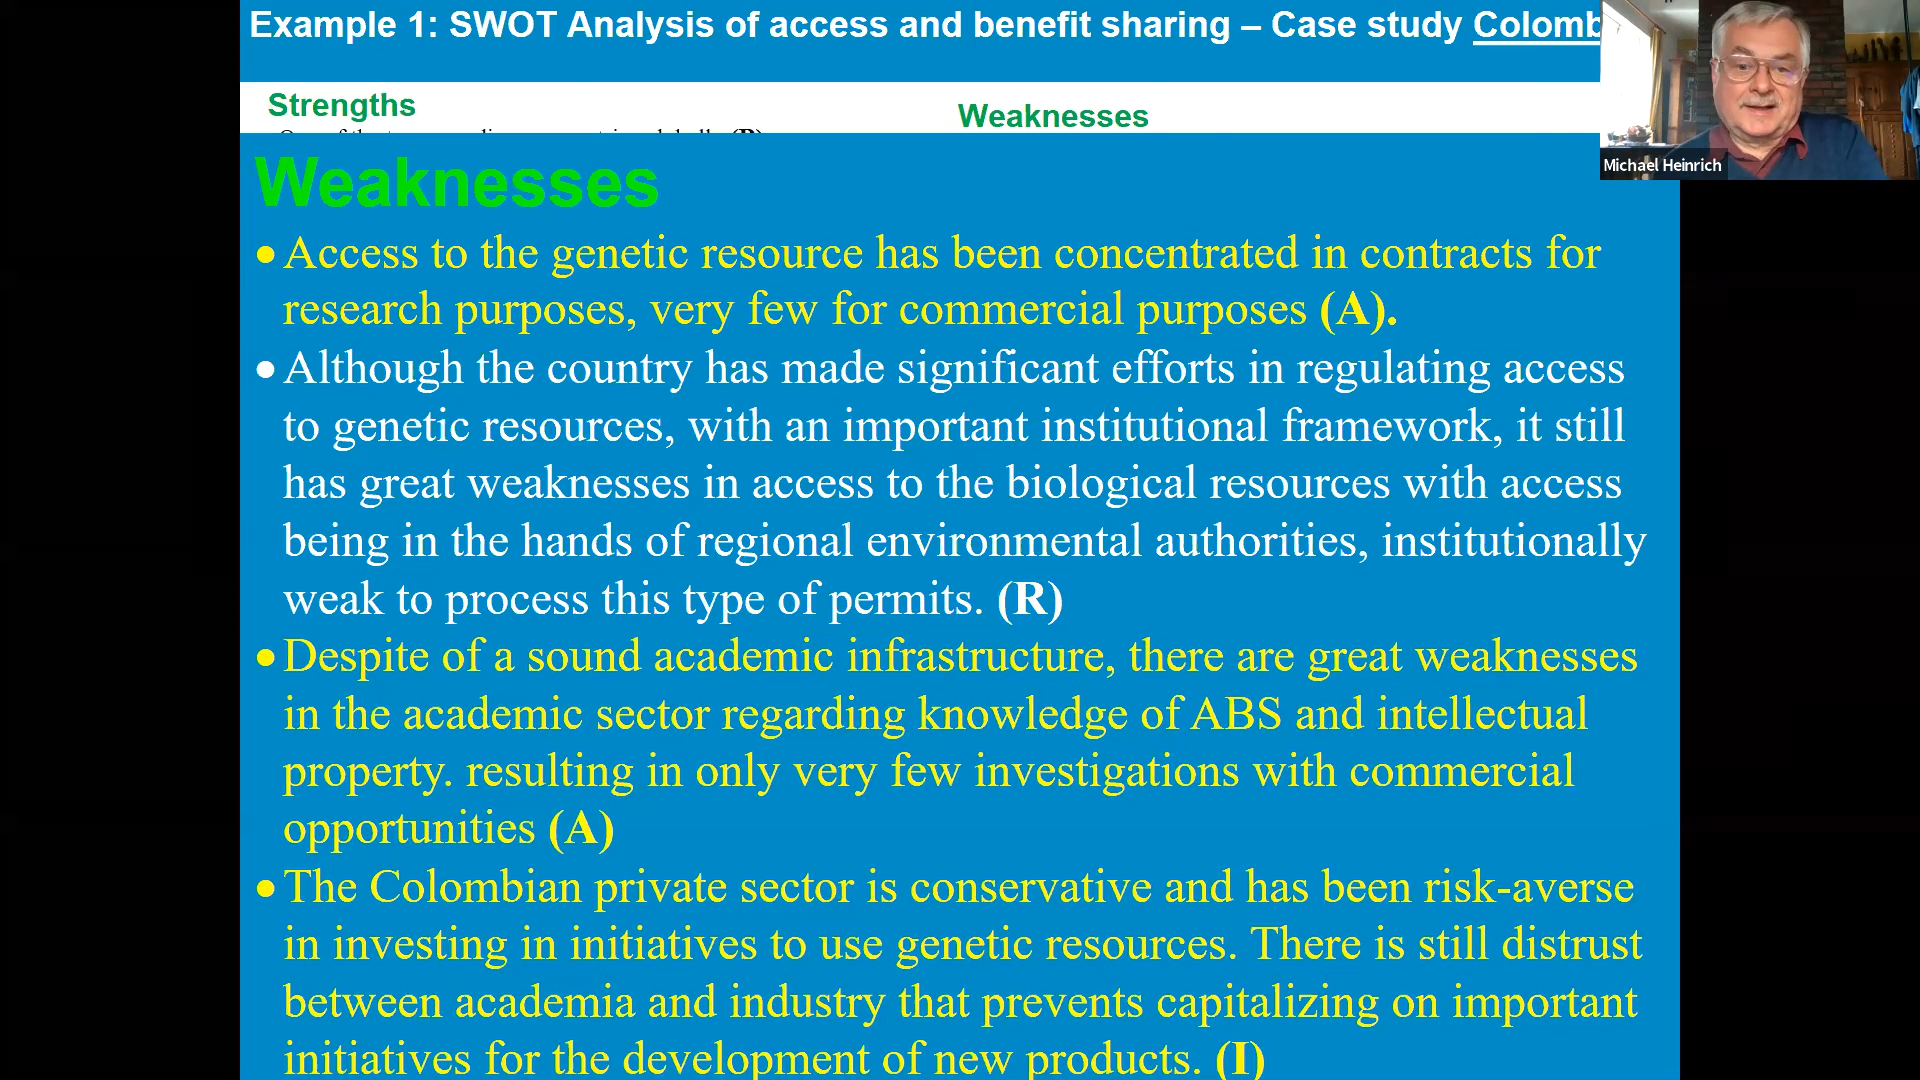 Example 1: SWOT Analysis of access and benefit sharing – Case study Colomb
Strengths
Weaknesses
Michael Heinrich
Weaknesses
• Access to the genetic resource has been concentrated in contracts for
research purposes, very few for commercial purposes (A).
• Although the country has made significant efforts in regulating access
to genetic resources, with an important institutional framework, it still
has great weaknesses in access to the biological resources with access
being in the hands of regional environmental authorities, institutionally
weak to process this type of permits. (R)
• Despite of a sound academic infrastructure, there are great weaknesses
in the academic sector regarding knowledge of ABS and intellectual
property. resulting in only very few investigations with commercial
opportunities (A)
• The Colombian private sector is conservative and has been risk-averse
in investing in initiatives to use genetic resources. There is still distrust
between academia and industry that prevents capitalizing on important
initiatives for the development of new products. (I)